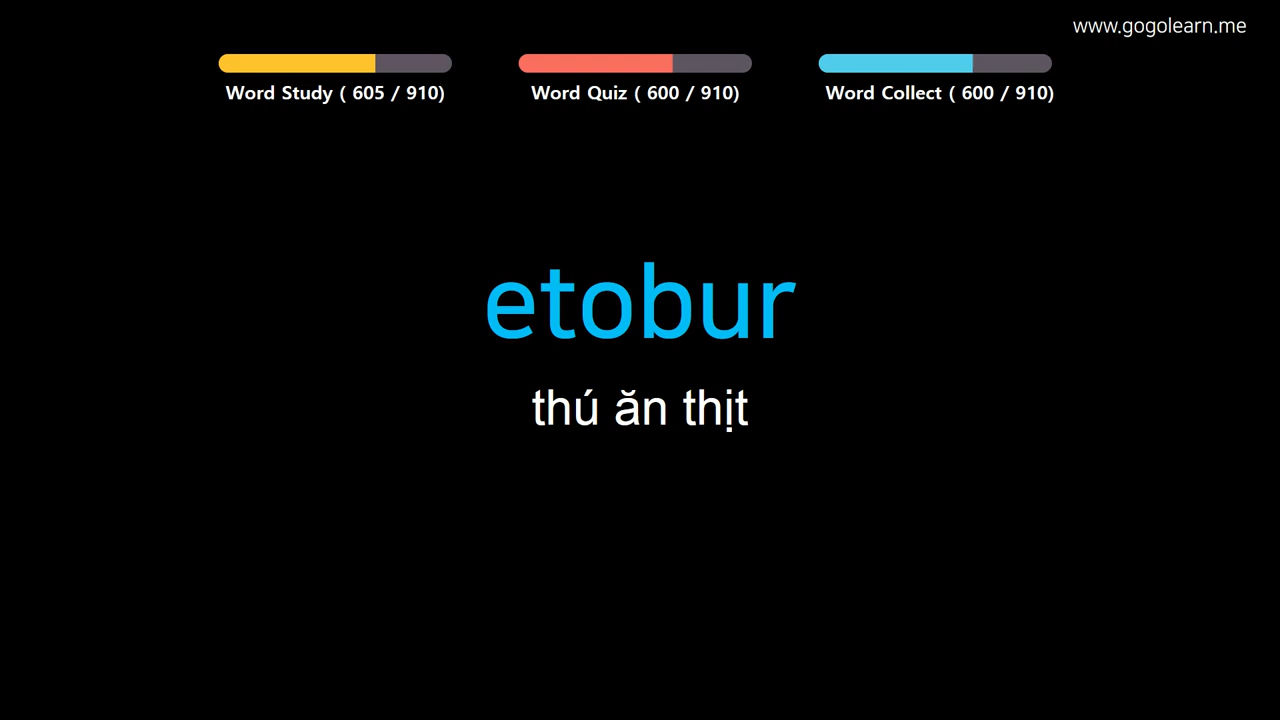 www.gogolearn.me
Word Study ( 605 / 910)
Word Quiz ( 600 / 910)
Word Collect ( 600 / 910)
etobur
thú ăn thịt